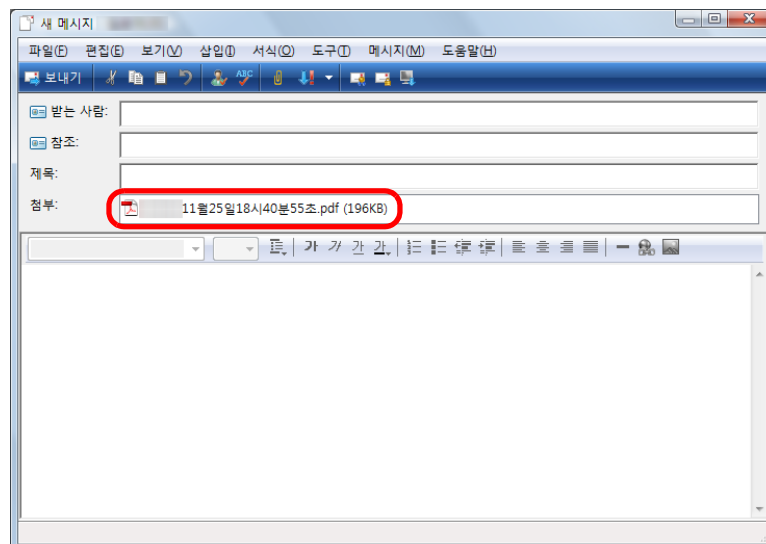 새 메시지
파일(F) 편집(E) 보기(V) 삽입(I) 서식(O) 도구(T) 메시지(M) 도움말(H)
보내기 ABC
받는 사람:
참조:
제목:
첨부: 11월25일18시40분55초.pdf (196KB)
가 가 가 가